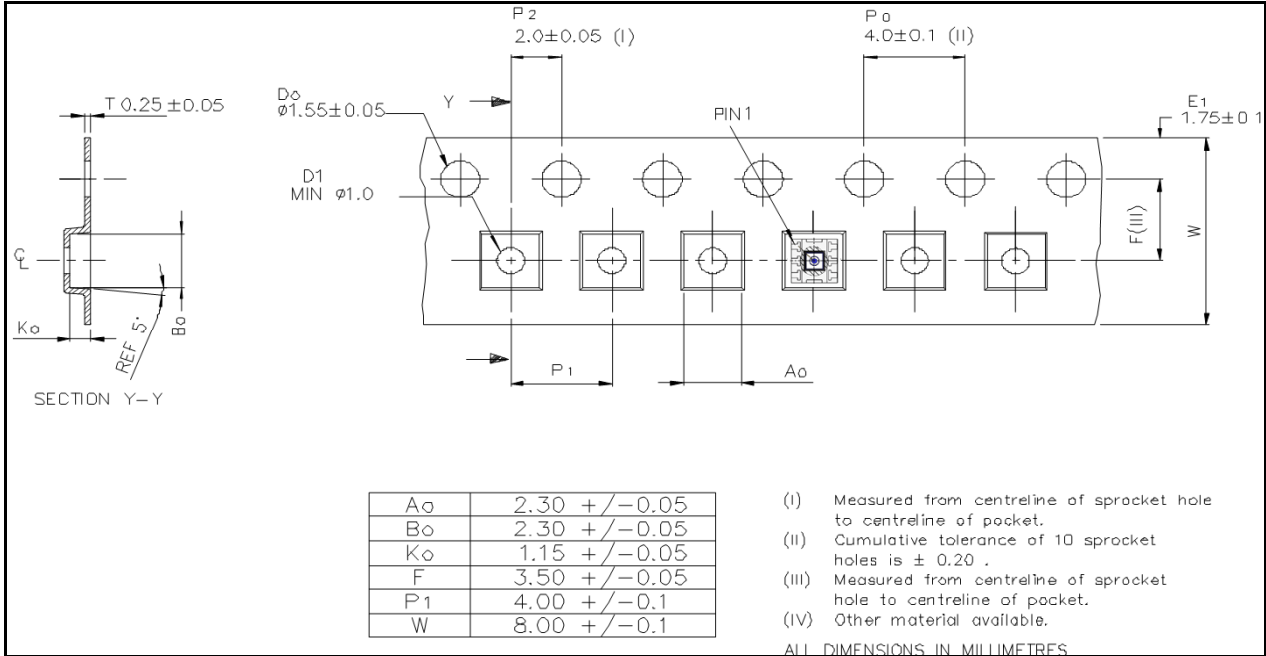 P2
2.0±0.05 (I)
Po
4.0±0.1 (II)
T 0.25±0.05
Do
ø1.55±0.05
Y
PIN1
E1
1.75±0.1
D1
MIN ø1.0
F(III)
W
CL
Ko
REF 5°
Bo
P1
Ao
SECTION Y-Y
Ao 2.30 +/-0.05
Bo 2.30 +/-0.05
Ko 1.15 +/-0.05
F 3.50 +/-0.05
P1 4.00 +/-0.1
W 8.00 +/-0.1
(I) Measured from centreline of sprocket hole
to centreline of pocket.
(II) Cumulative tolerance of 10 sprocket
holes is ± 0.20 .
(III) Measured from centreline of sprocket
hole to centreline of pocket.
(IV) Other material available.
ALL DIMENSIONS IN MILLIMETRES